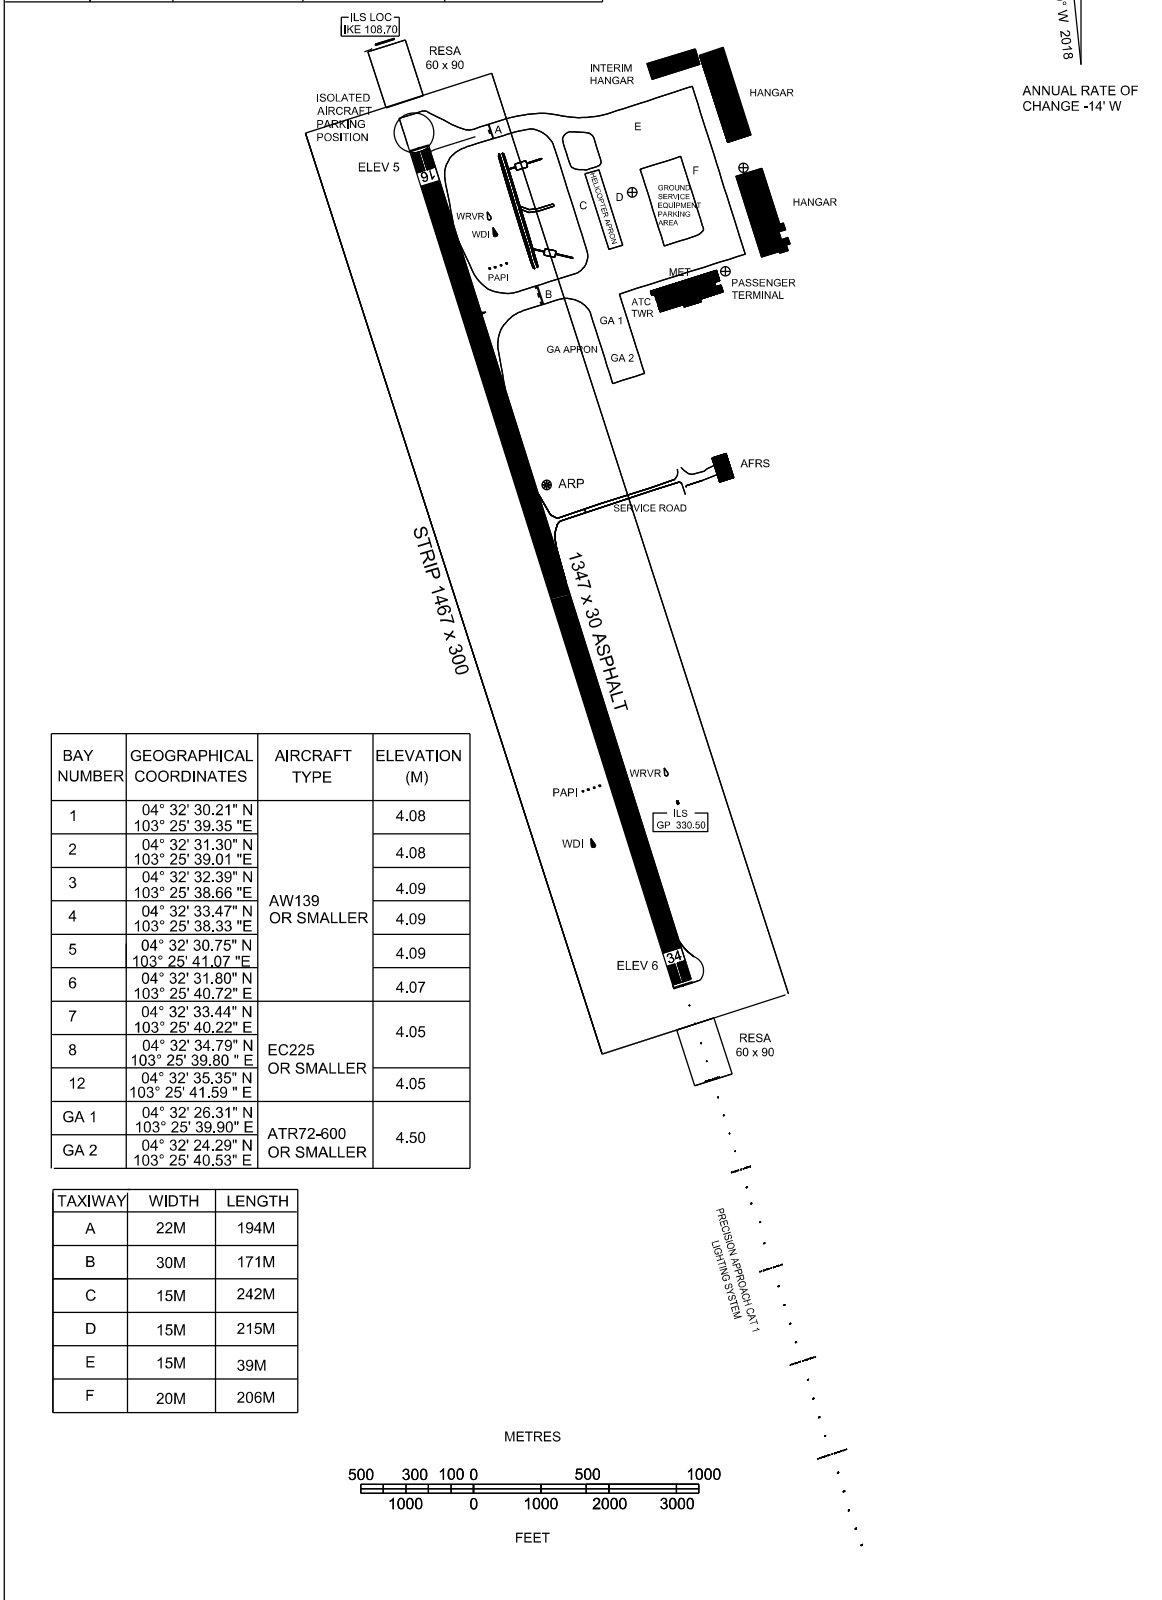 ILS LOC
IKE 108.70
RESA
60 x 90
° W 2018
ANNUAL RATE OF
CHANGE -14' W
INTERIM
HANGAR
HANGAR
ISOLATED
AIRCRAFT
PARKING
POSITION
A
E
ELEV 5
16
F
D
C
HELICOPTER APRON
GROUND
SERVICE
EQUIPMENT
PARKING
AREA
HANGAR
WRVR
WDI
PAPI
B
MET
PASSENGER
TERMINAL
ATC
TWR
GA 1
GA APRON
GA 2
AFRS
ARP
SERVICE ROAD
STRIP 1467 x 300
1347 x 30 ASPHALT
WRVR
PAPI
ILS
GP 330.50
WDI
34
ELEV 6
RESA
60 x 90
PRECISION APPROACH CAT 1
LIGHTING SYSTEM
BAY NUMBER GEOGRAPHICAL COORDINATES AIRCRAFT TYPE ELEVATION (M)
1 04° 32' 30.21" N 4.08
103° 25' 39.35 "E
2 04° 32' 31.30" N 4.08
103° 25' 39.01 "E
3 04° 32' 32.39" N 4.09
103° 25' 38.66 "E
AW139
OR SMALLER
4 04° 32' 33.47" N 4.09
103° 25' 38.33 "E
5 04° 32' 30.75" N 4.09
103° 25' 41.07 "E
6 04° 32' 31.80" N 4.07
103° 25' 40.72" E
7 04° 32' 33.44" N 4.05
103° 25' 40.22" E
8 04° 32' 34.79" N
103° 25' 39.80 " E
EC225
OR SMALLER
12 04° 32' 35.35" N 4.05
103° 25' 41.59 " E
GA 1 04° 32' 26.31" N
103° 25' 39.90" E
ATR72-600 4.50
OR SMALLER
GA 2 04° 32' 24.29" N
103° 25' 40.53" E
TAXIWAY WIDTH LENGTH
A 22M 194M
B 30M 171M
C 15M 242M
D 15M 215M
E 15M 39M
F 20M 206M
METRES
500 300 100 0 500 1000
1000 0 1000 2000 3000
FEET